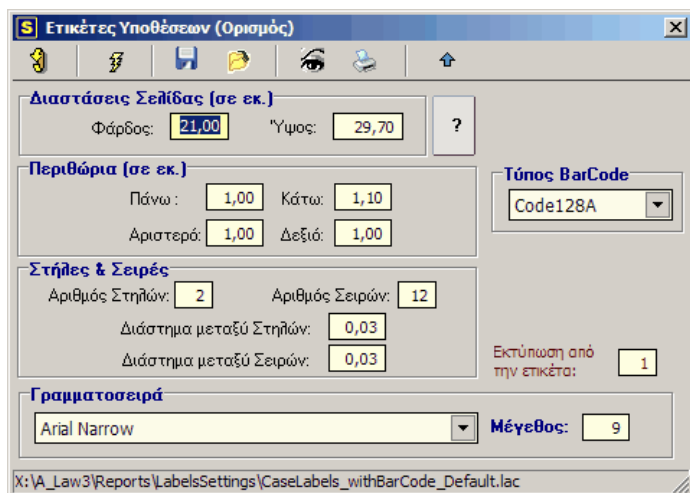 S Ετικέτες Υποθέσεων (Ορισμός)
Διαστάσεις Σελίδας (σε εκ.)
Φάρδος: 21,00 Ύψος: 29,70 ?
Περιθώρια (σε εκ.)
Πάνω : 1,00 Κάτω: 1,10
Αριστερό: 1,00 Δεξιό: 1,00
Τύπος BarCode
Code128A
Στήλες & Σειρές
Αριθμός Στηλών: 2 Αριθμός Σειρών: 12
Διάστημα μεταξύ Στηλών: 0,03
Διάστημα μεταξύ Σειρών: 0,03
Εκτύπωση από
την ετικέτα: 1
Γραμματοσειρά
Arial Narrow Μέγεθος: 9
X:\A_Law3\Reports\LabelsSettings\CaseLabels_withBarCode_Default.lac